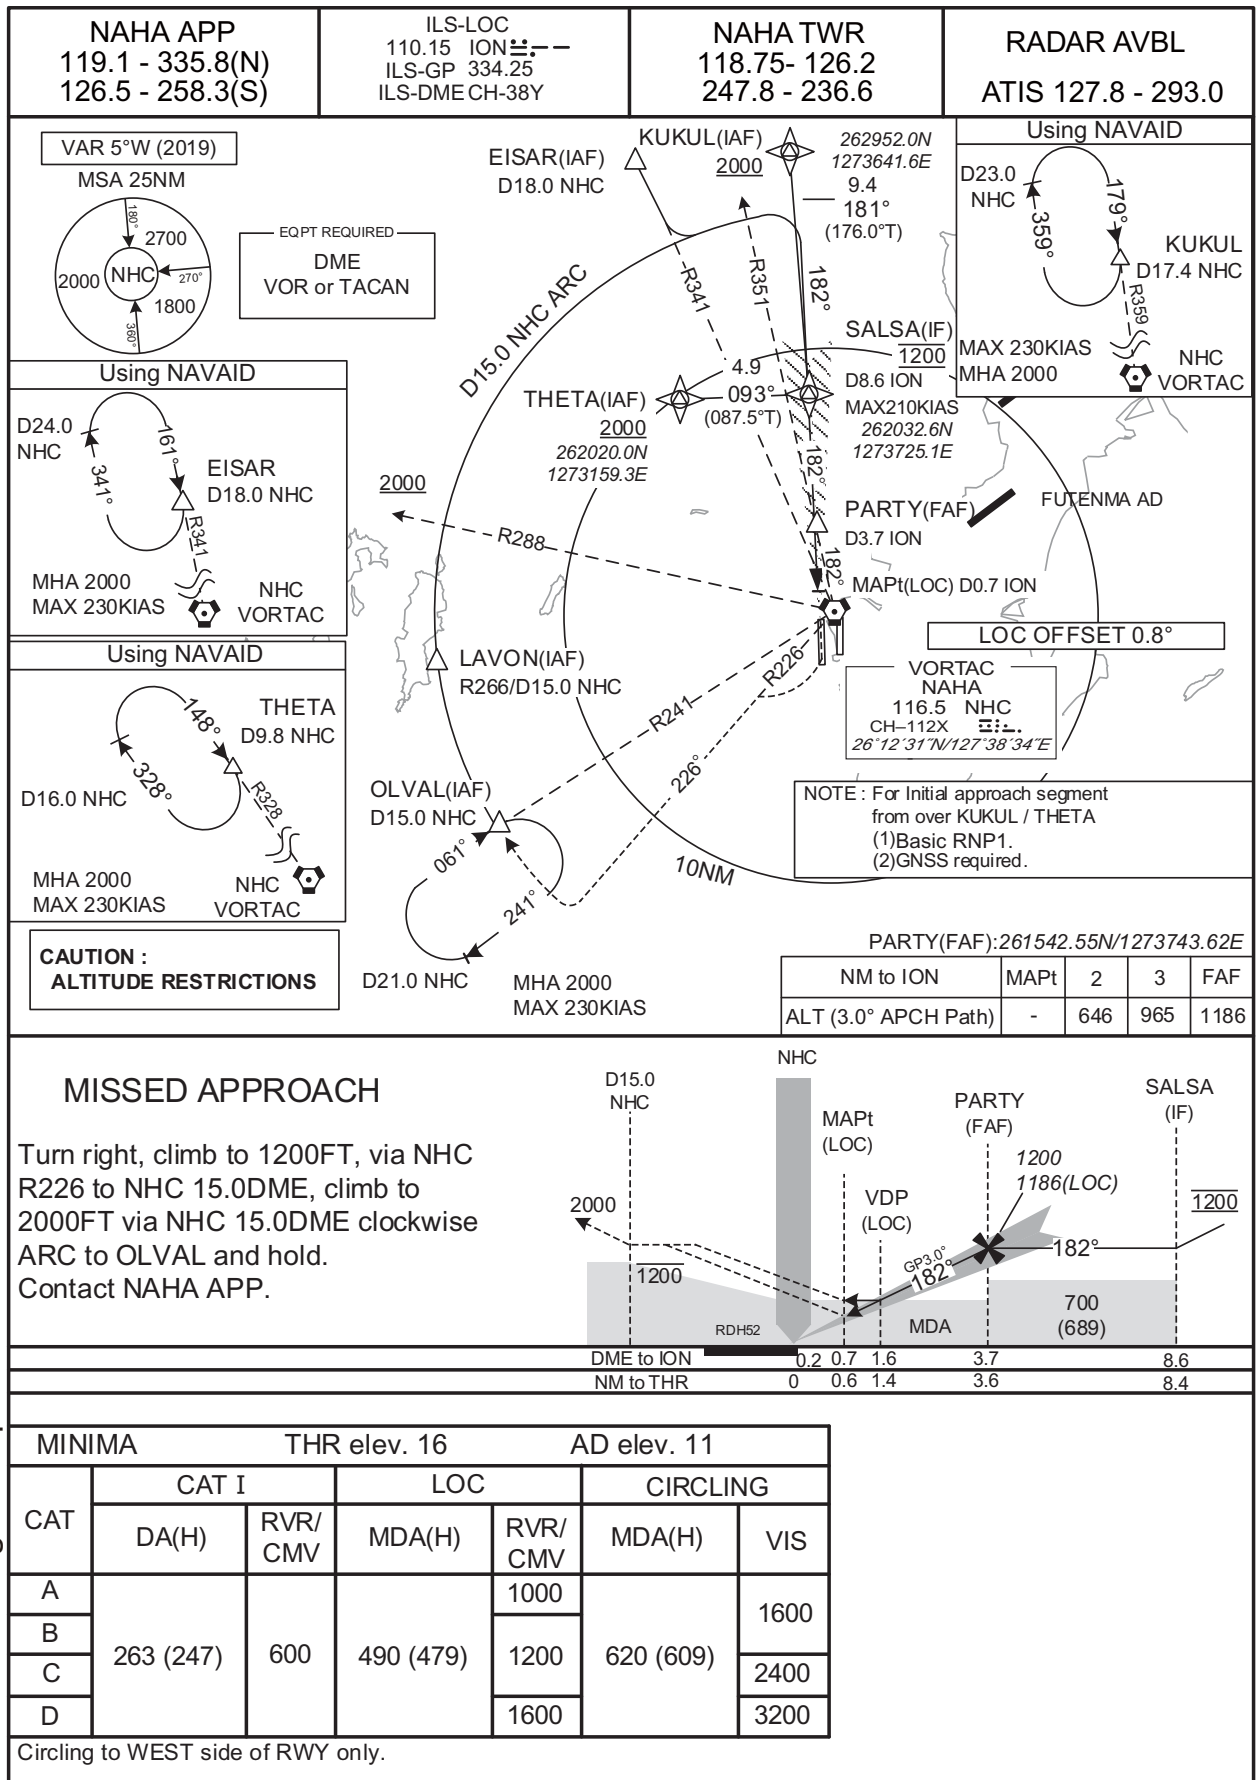 NAHA APP
119.1 - 335.8(N)
126.5 - 258.3(S)
ILS-LOC
110.15 ION
ILS-GP 334.25
ILS-DME CH-38Y
NAHA TWR
118.75- 126.2
247.8 - 236.6
RADAR AVBL
ATIS 127.8 - 293.0
VAR 5°W (2019)
MSA 25NM
180°
2700
2000
NHC
270°
1800
360°
EQPT REQUIRED
DME
VOR or TACAN
EISAR(IAF)
D18.0 NHC
KUKUL(IAF)
2000
262952.0N
1273641.6E
9.4
181°
(176.0°T)
Using NAVAID
D23.0
NHC
179°
359°
KUKUL
D17.4 NHC
R359
MAX 230KIAS
MHA 2000
NHC
VORTAC
D15.0 NHC ARC
R341
R351
182°
SALSA(IF)
1200
D8.6 ION
MAX210KIAS
262032.6N
1273725.1E
4.9
093°
(087.5°T)
THETA(IAF)
2000
262020.0N
1273159.3E
182°
Using NAVAID
D24.0
NHC
161°
341°
EISAR
D18.0 NHC
R341
MHA 2000
MAX 230KIAS
NHC
VORTAC
2000
R288
PARTY(FAF)
D3.7 ION
FUTENMA AD
182°
MAPt(LOC) D0.7 ION
LOC OFFSET 0.8°
Using NAVAID
THETA
D9.8 NHC
148°
328°
D16.0 NHC
R328
MHA 2000
MAX 230KIAS
NHC
VORTAC
LAVON(IAF)
R266/D15.0 NHC
R226
R241
226°
VORTAC
NAHA
116.5 NHC
CH–112X
26°12´31˝N/127°38´34˝E
OLVAL(IAF)
D15.0 NHC
061°
241°
D21.0 NHC
MHA 2000
MAX 230KIAS
10NM
NOTE : For Initial approach segment
from over KUKUL / THETA
(1)Basic RNP1.
(2)GNSS required.
CAUTION :
ALTITUDE RESTRICTIONS
PARTY(FAF):261542.55N/1273743.62E
NM to ION MAPt 2 3 FAF
ALT (3.0° APCH Path) - 646 965 1186
MISSED APPROACH
Turn right, climb to 1200FT, via NHC
R226 to NHC 15.0DME, climb to
2000FT via NHC 15.0DME clockwise
ARC to OLVAL and hold.
Contact NAHA APP.
D15.0
NHC
NHC
MAPt
(LOC)
VDP
(LOC)
PARTY
(FAF)
SALSA
(IF)
1200
1186(LOC)
1200
2000
1200
GP3.0°
182°
182°
RDH52
MDA
700
(689)
DME to ION 0.2 0.7 1.6 3.7 8.6
NM to THR 0 0.6 1.4 3.6 8.4
MINIMA THR elev. 16 AD elev. 11
CAT CAT I LOC CIRCLING
DA(H) RVR/CMV MDA(H) RVR/CMV MDA(H) VIS
A 1000
1600
B
263 (247) 600 490 (479) 1200 620 (609)
C 2400
D 1600 3200
Circling to WEST side of RWY only.